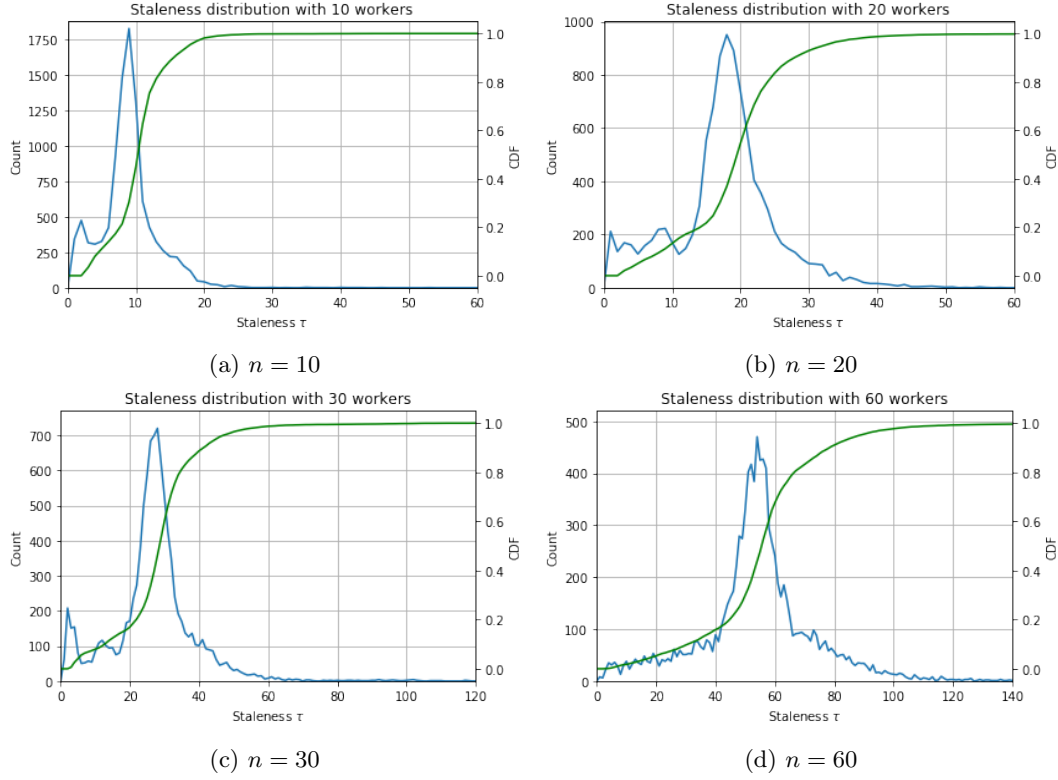 Staleness distribution with 10 workers
1750
1500
1250
1000
750
500
250
0
Count
1.0
0.8
0.6
0.4
0.2
0.0
CDF
0 10 20 30 40 50 60
Staleness τ
(a) n = 10
Staleness distribution with 20 workers
1000
800
600
400
200
0
Count
1.0
0.8
0.6
0.4
0.2
0.0
CDF
0 10 20 30 40 50 60
Staleness τ
(b) n = 20
Staleness distribution with 30 workers
700
600
500
400
300
200
100
0
Count
1.0
0.8
0.6
0.4
0.2
0.0
CDF
0 20 40 60 80 100 120
Staleness τ
(c) n = 30
Staleness distribution with 60 workers
500
400
300
200
100
0
Count
1.0
0.8
0.6
0.4
0.2
0.0
CDF
0 20 40 60 80 100 120 140
Staleness τ
(d) n = 60